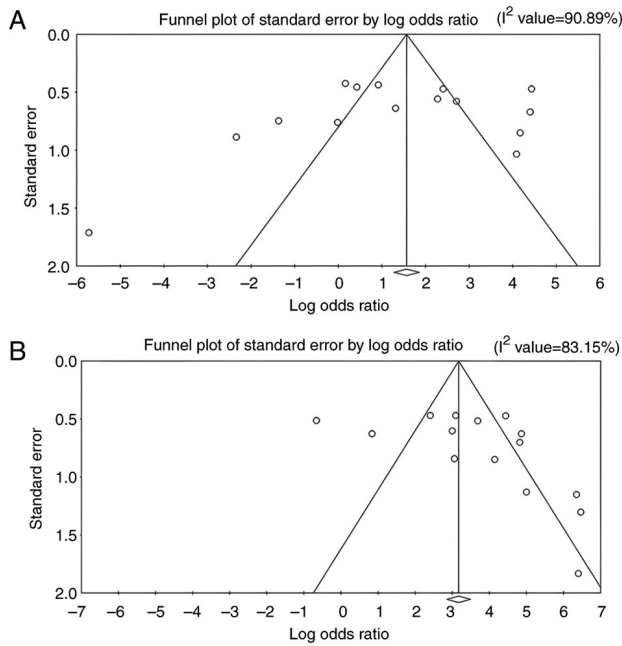 A
Funnel plot of standard error by log odds ratio (I² value=90.89%)
Standard error
0.0
0.5
1.0
1.5
2.0
−6 −5 −4 −3 −2 −1 0 1 2 3 4 5 6
Log odds ratio
B
Funnel plot of standard error by log odds ratio (I² value=83.15%)
Standard error
0.0
0.5
1.0
1.5
2.0
−7 −6 −5 −4 −3 −2 −1 0 1 2 3 4 5 6 7
Log odds ratio